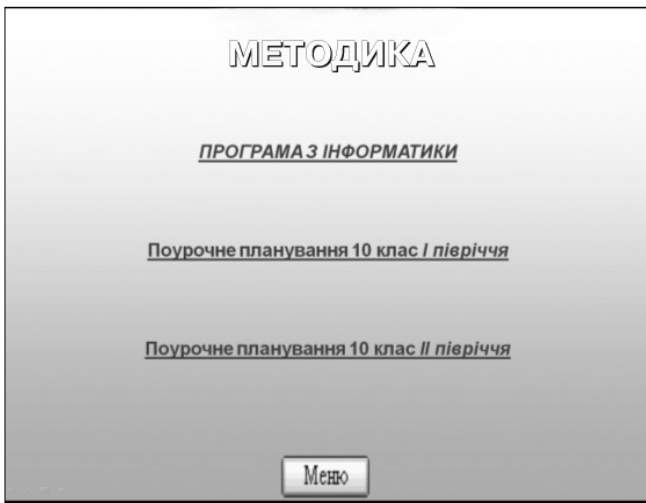 МЕТОДИКА
ПРОГРАМА З ІНФОРМАТИКИ
Поурочне планування 10 клас І півріччя
Поурочне планування 10 клас ІІ півріччя
Меню